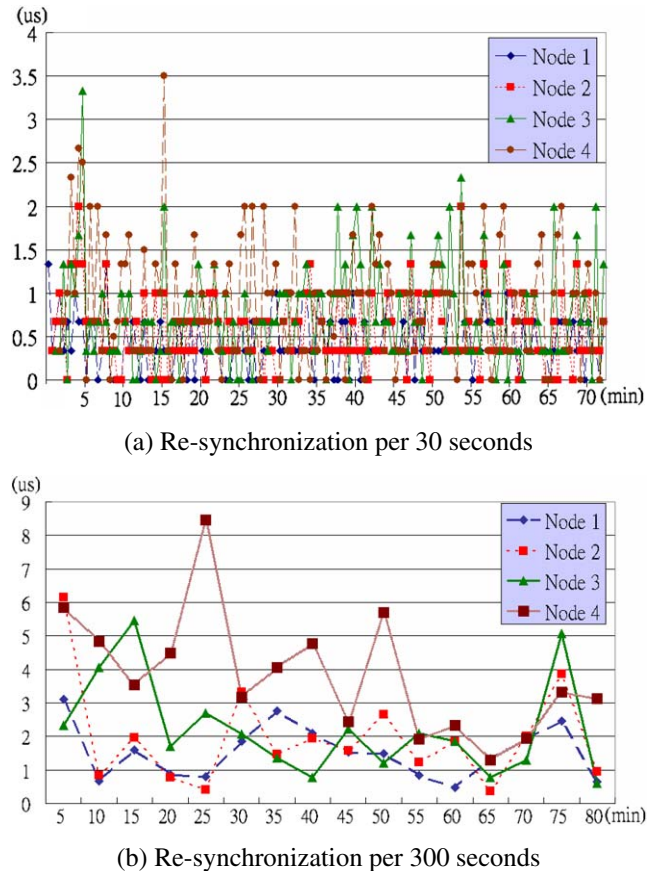 (us)
4
3.5
3
2.5
2
1.5
1
0.5
0
Node 1
Node 2
Node 3
Node 4
5 10 15 20 25 30 35 40 45 50 55 60 65 70 (min)
(a) Re-synchronization per 30 seconds
(us)
9
8
7
6
5
4
3
2
1
0
Node 1
Node 2
Node 3
Node 4
5 10 15 20 25 30 35 40 45 50 55 60 65 70 75 80 (min)
(b) Re-synchronization per 300 seconds